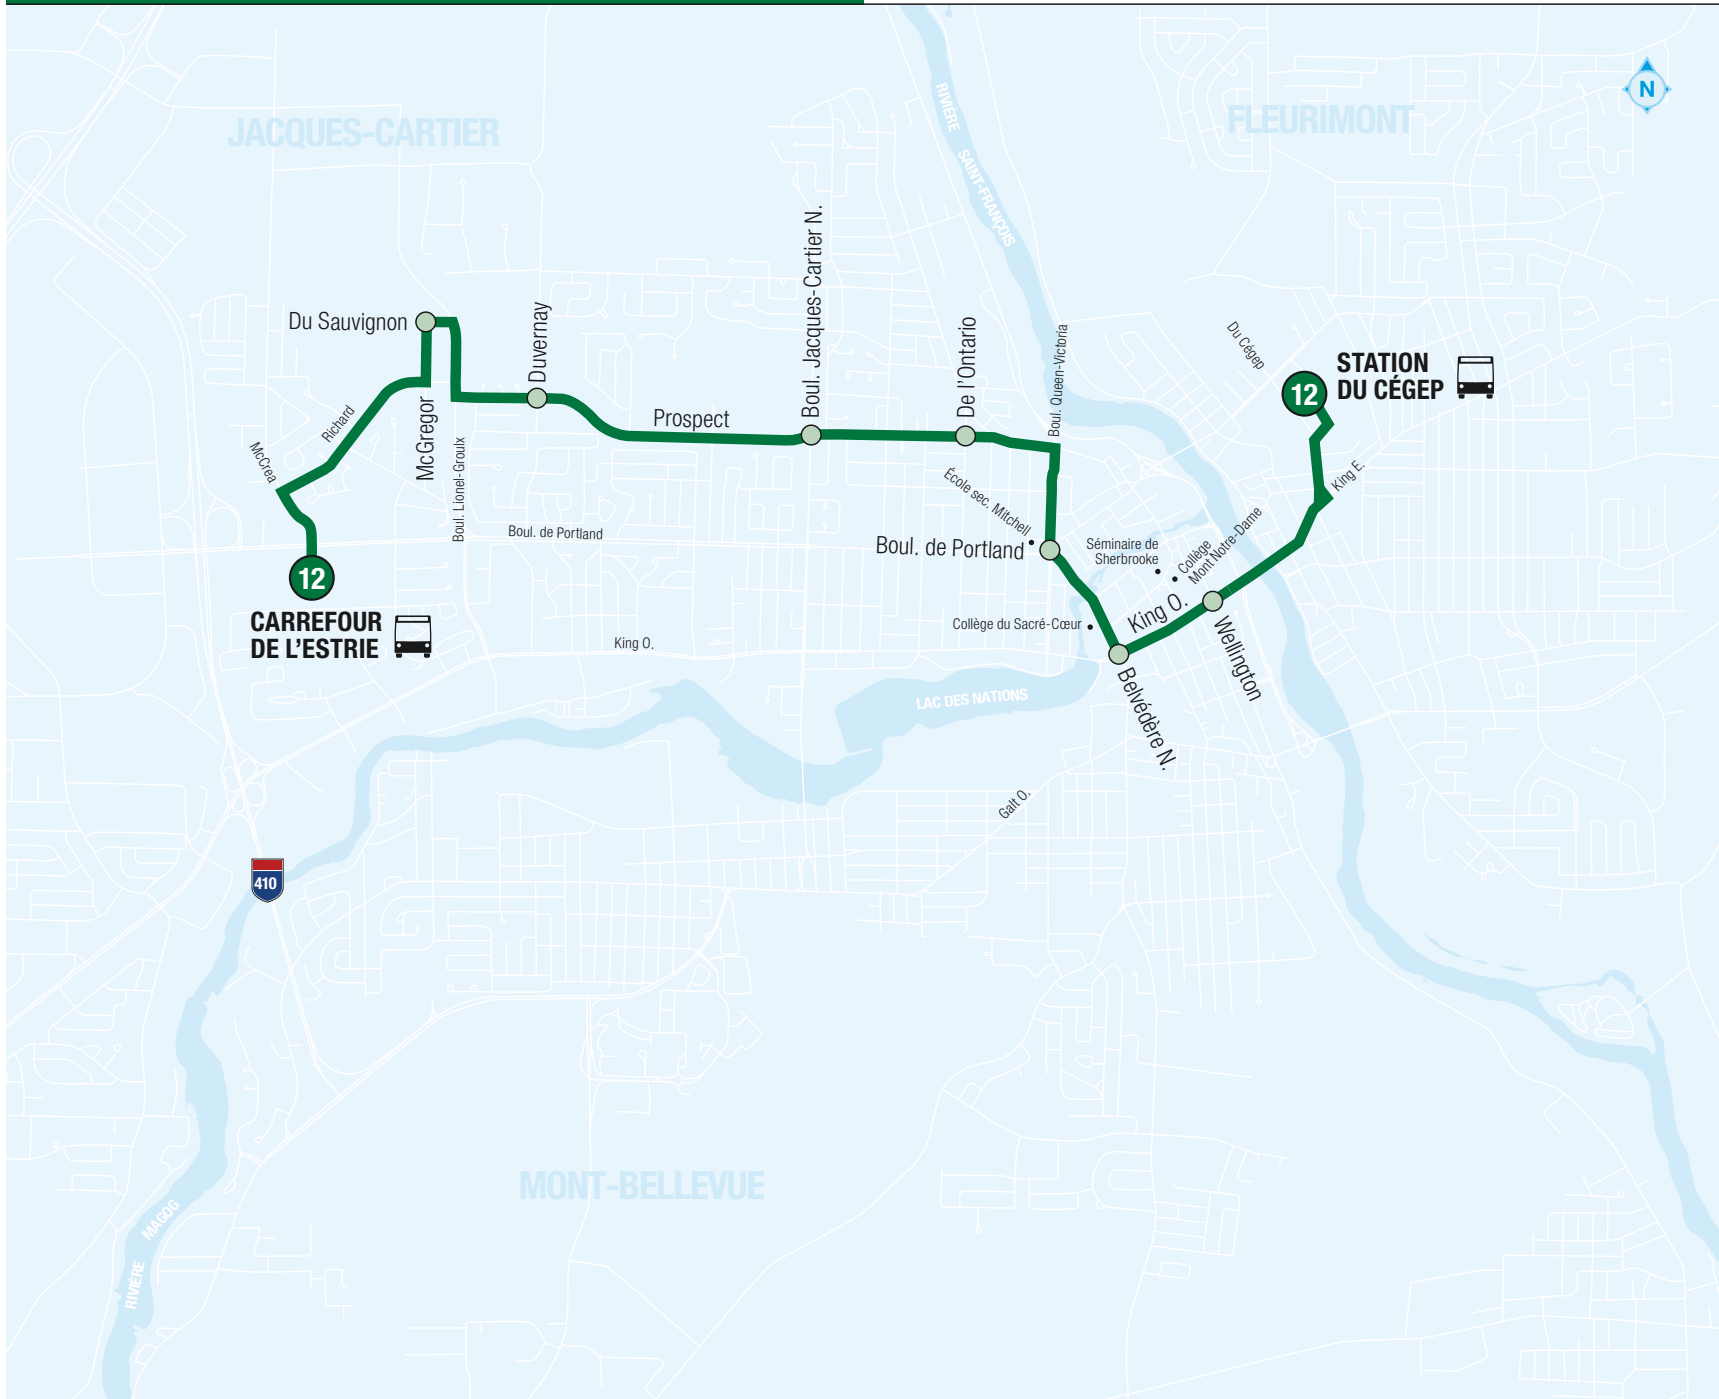 JACQUES-CARTIER
FLEURIMONT
N
RIVIÈRE SAINT-FRANÇOIS
Du Sauvignon
Duvernay
Boul. Jacques-Cartier N.
De l'Ontario
Boul. Queen-Victoria
Du Cégep
12
STATION
DU CÉGEP
Prospect
Richard
McGregor
McCrea
Boul. Lionel-Groulx
King E.
École sec. Mitchell
Boul. de Portland
Boul. de Portland
Séminaire de
Sherbrooke
Collège
Mont Notre-Dame
12
CARREFOUR
DE L'ESTRIE
King O.
Collège du Sacré-Cœur
King O.
Wellington
Belvédère N.
LAC DES NATIONS
Galt O.
410
MONT-BELLEVUE
RIVIÈRE MAGOG